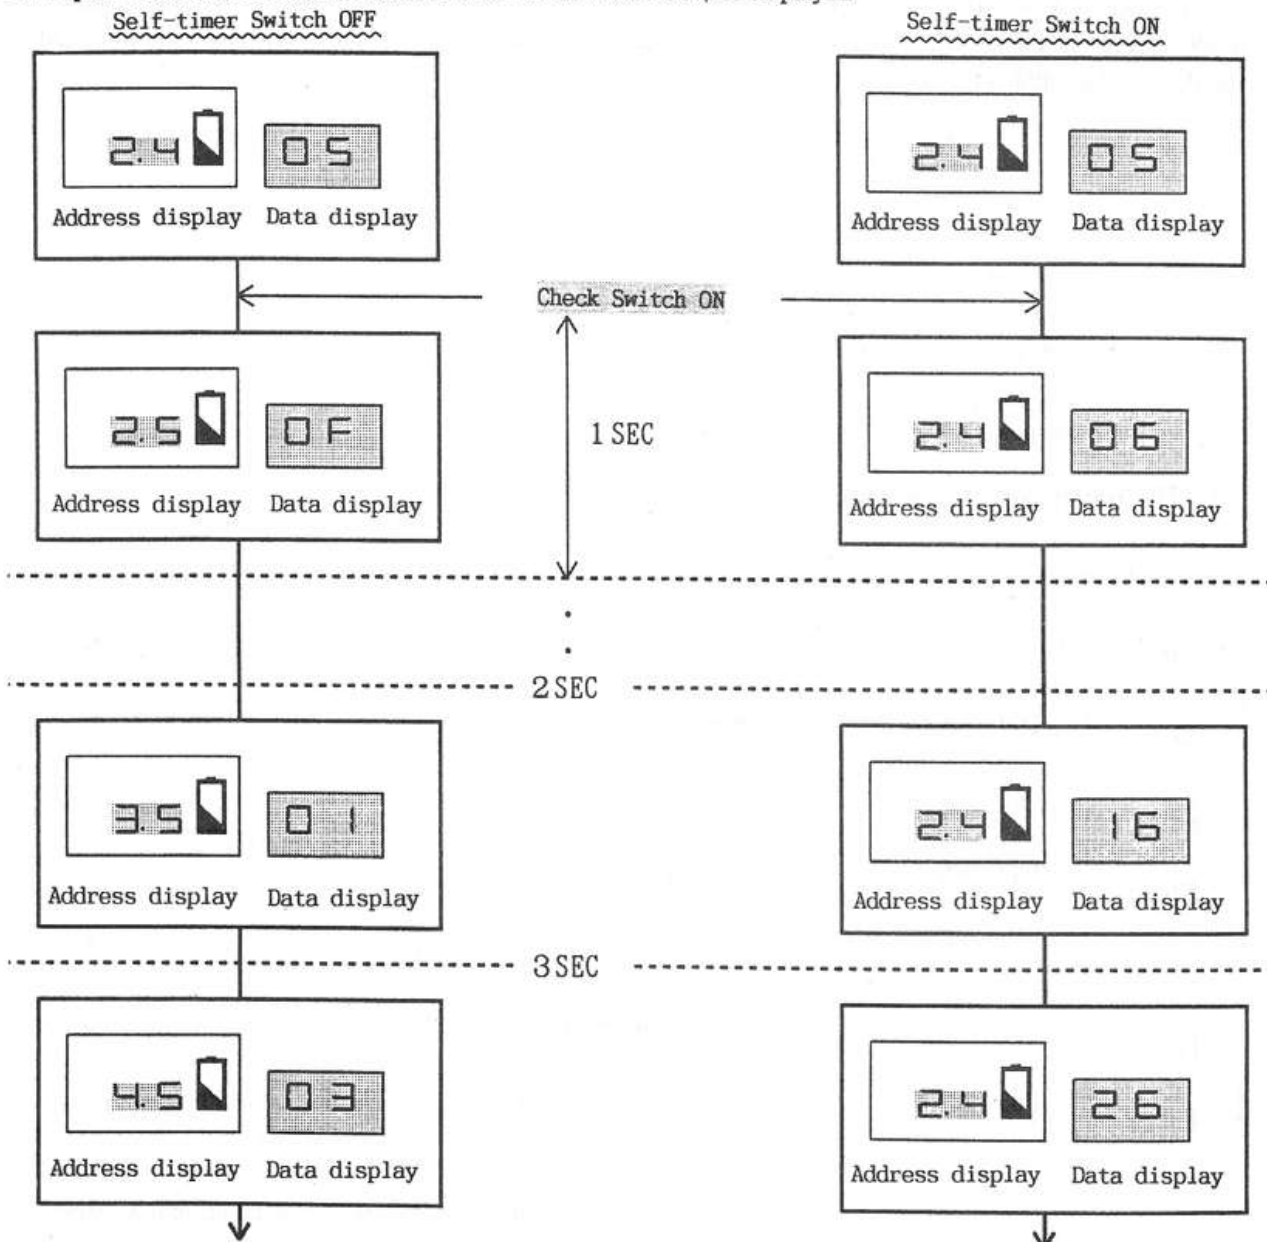 Self-timer Switch OFF
Self-timer Switch ON
2.4 05
2.4 05
Address display Data display
Address display Data display
Check Switch ON
2.5 0F
1 SEC
2.4 06
Address display Data display
Address display Data display
2 SEC
3.5 01
2.4 16
Address display Data display
Address display Data display
3 SEC
4.5 03
2.4 26
Address display Data display
Address display Data display